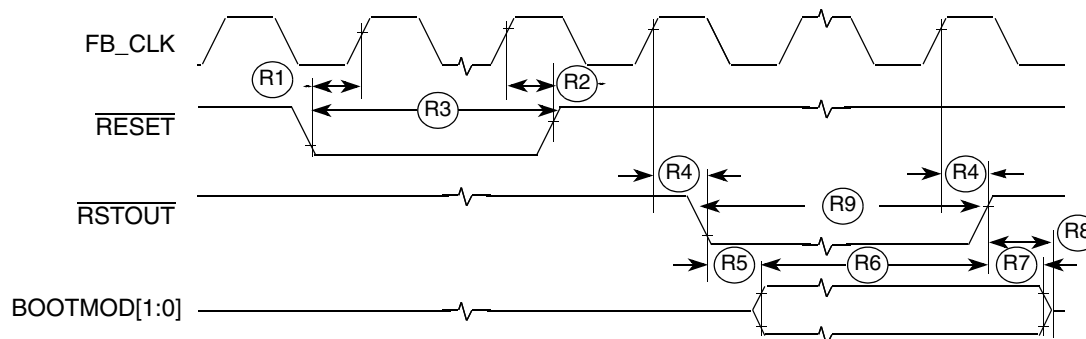 FB_CLK
R1
R2
R3
RESET
R4
R4
R9
RSTOUT
R8
R5
R6
R7
BOOTMOD[1:0]